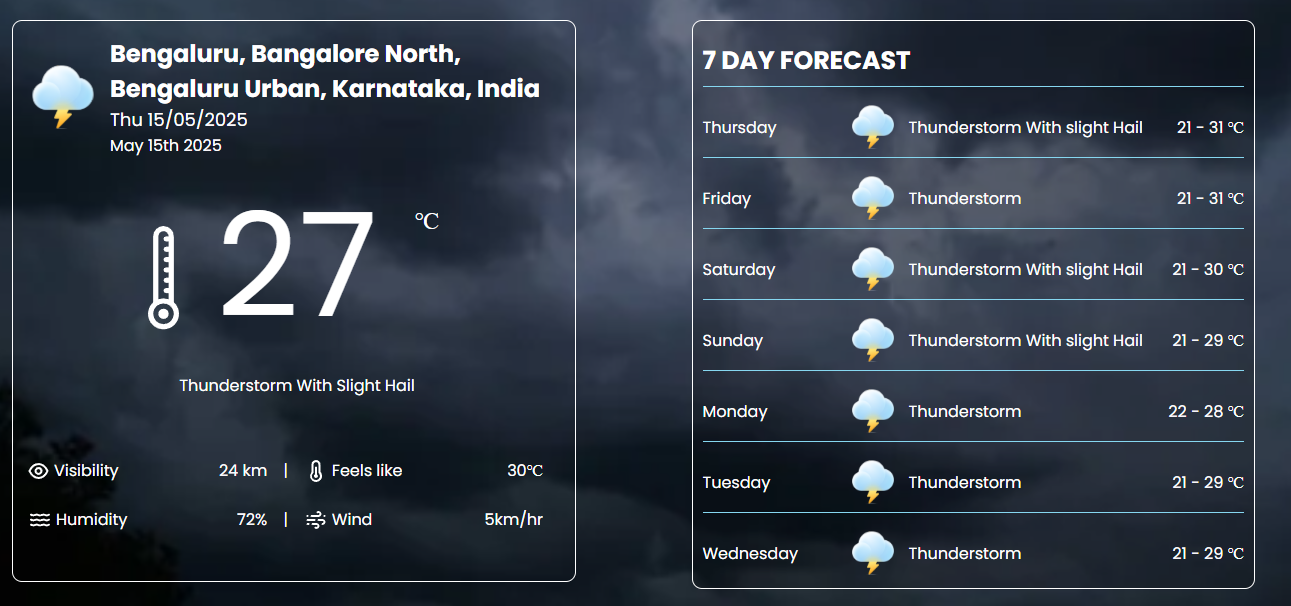 Bengaluru, Bangalore North,
Bengaluru Urban, Karnataka, India
Thu 15/05/2025
May 15th 2025
27 °C
Thunderstorm With Slight Hail
Visibility 24 km | Feels like 30°C
Humidity 72% | Wind 5km/hr
7 DAY FORECAST
Thursday Thunderstorm With slight Hail 21 - 31 °C
Friday Thunderstorm 21 - 31 °C
Saturday Thunderstorm With slight Hail 21 - 30 °C
Sunday Thunderstorm With slight Hail 21 - 29 °C
Monday Thunderstorm 22 - 28 °C
Tuesday Thunderstorm 21 - 29 °C
Wednesday Thunderstorm 21 - 29 °C